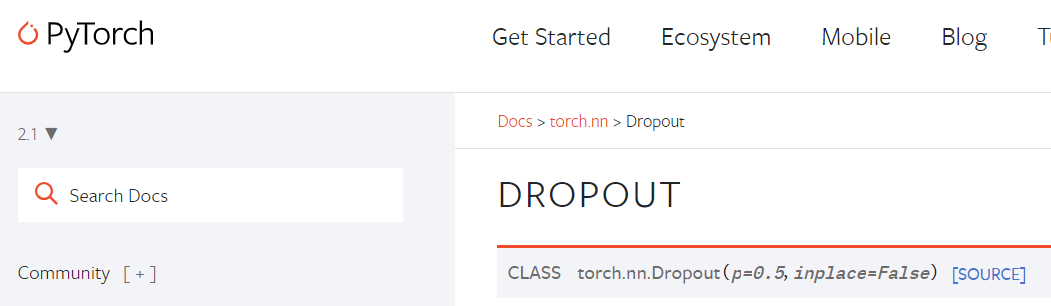 PyTorch
Get Started Ecosystem Mobile Blog
2.1 ▼
Search Docs
Community [ + ]
Docs > torch.nn > Dropout
DROPOUT
CLASS torch.nn.Dropout(p=0.5, inplace=False) [SOURCE]